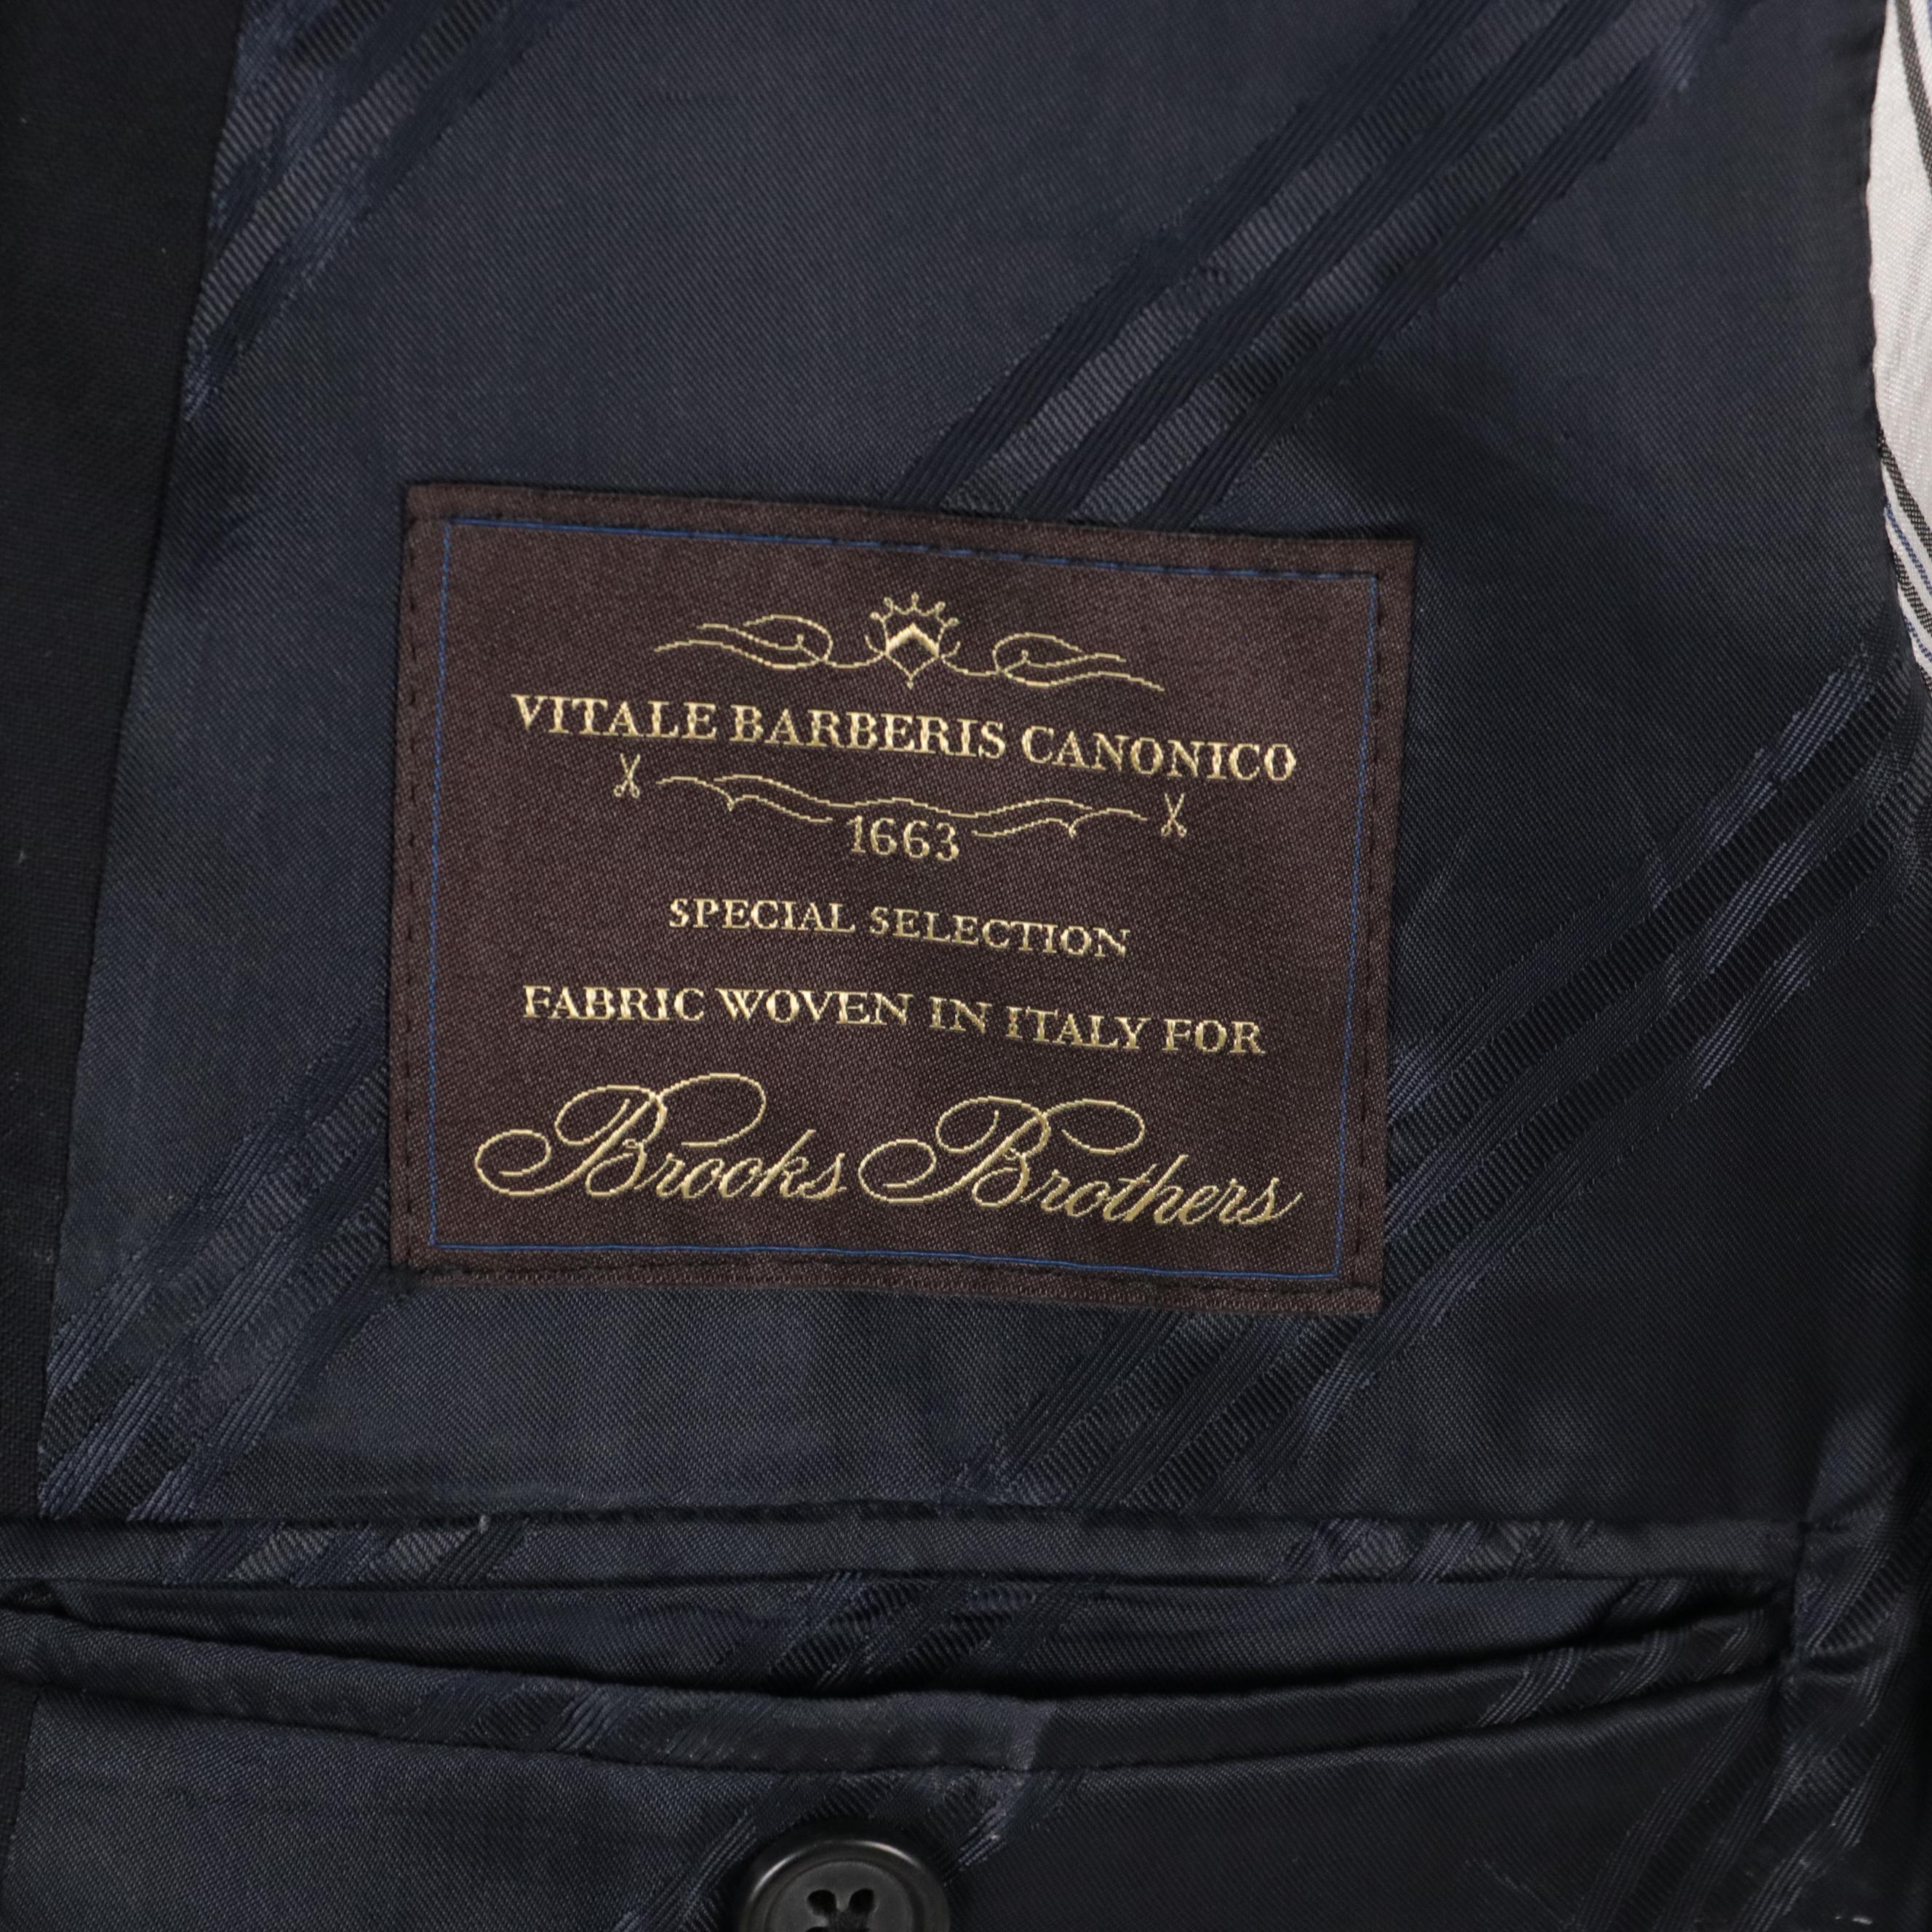 VITALE BARBERIS CANONICO
1663
SPECIAL SELECTION
FABRIC WOVEN IN ITALY FOR
Brooks Brothers